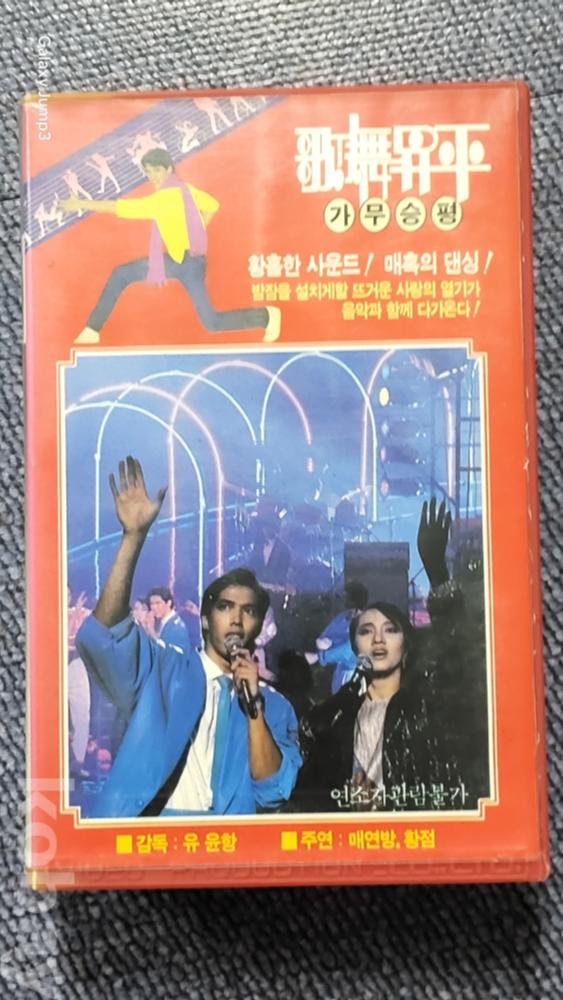 Galaxy Jump3
歌舞昇平
가무승평
황홀한 사운드! 매혹의 댄싱!
밤잠을 설치게할 뜨거운 사랑의 열기가
음악과 함께 다가온다!
연소자관람불가
■감독 : 유 윤항 ■주연 : 매연방, 황점